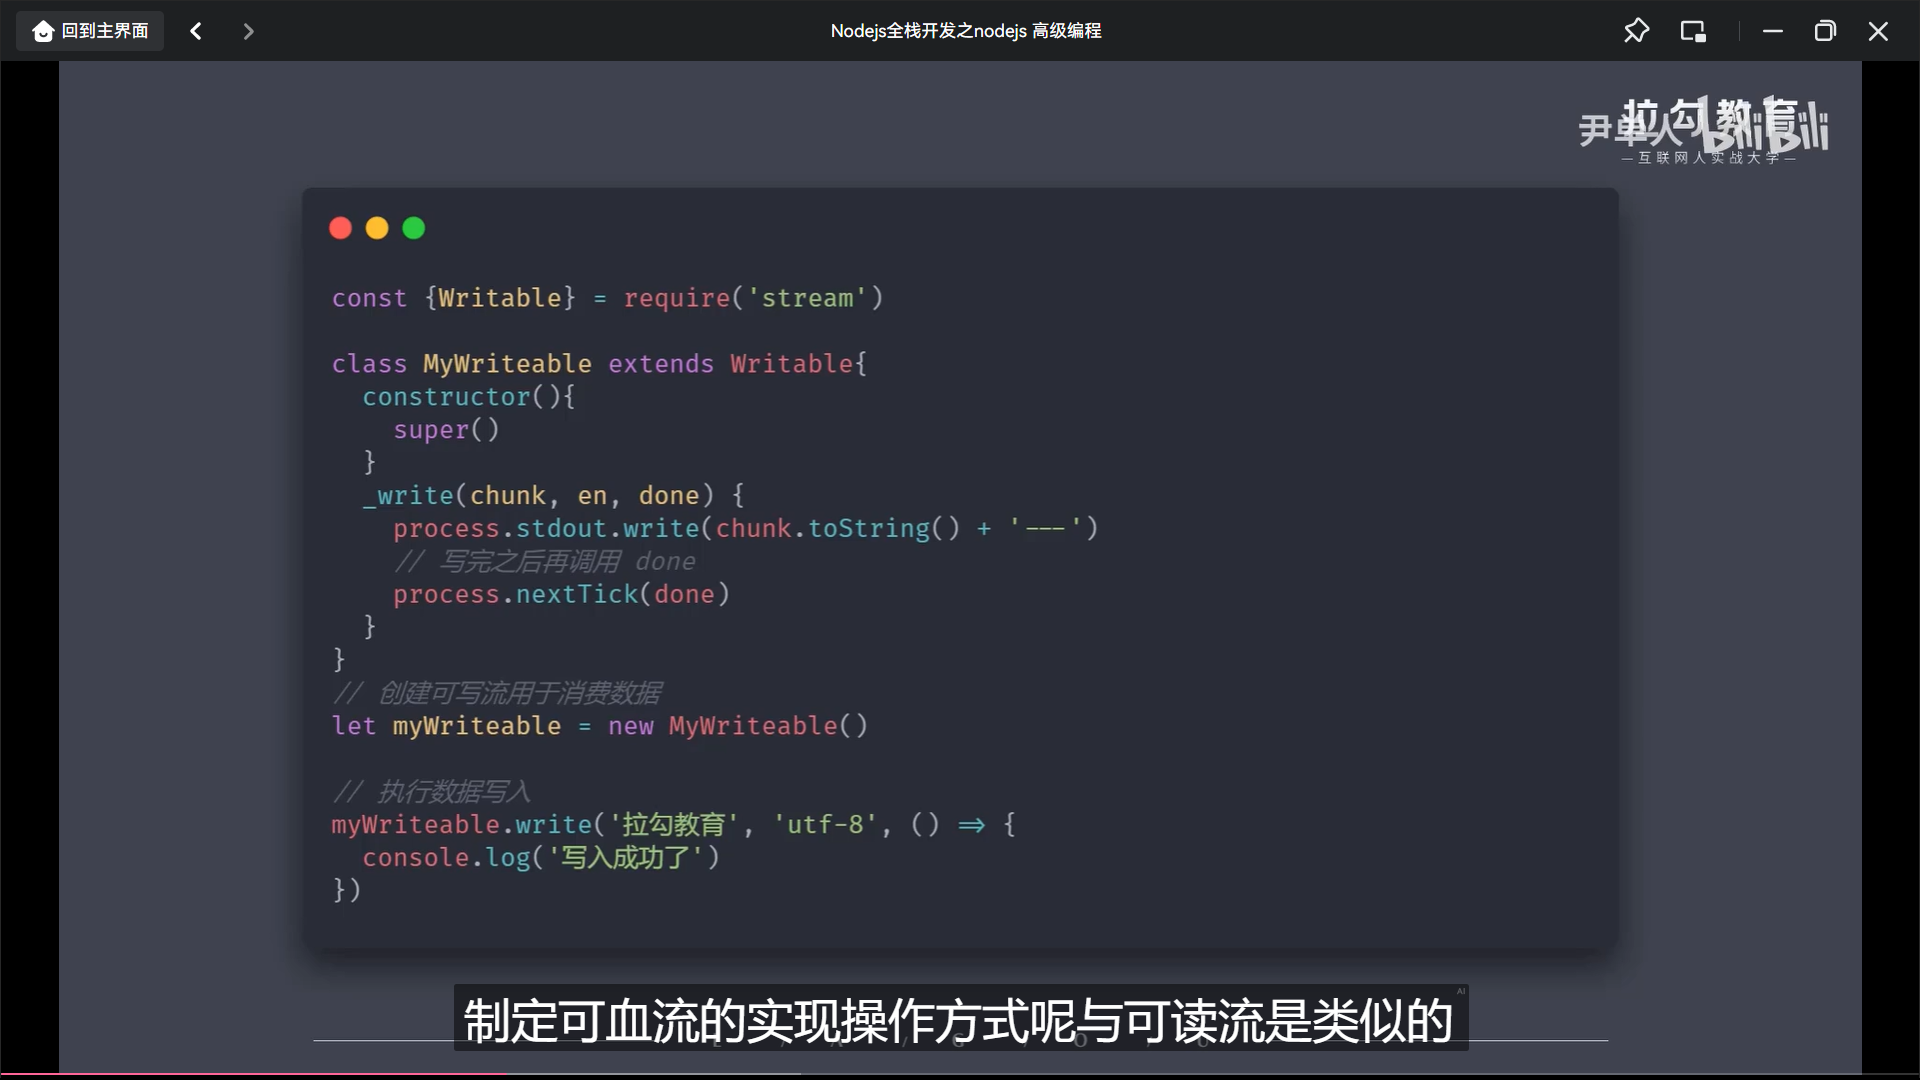 回到主界面
Nodejs全栈开发之nodejs 高级编程
拉勾教育
尹单人 bilibili
—互联网人实战大学—
const {Writable} = require('stream')
class MyWriteable extends Writable{
constructor(){
super()
}
_write(chunk, en, done) {
process.stdout.write(chunk.toString() + '---')
// 写完之后再调用 done
process.nextTick(done)
}
}
// 创建可写流用于消费数据
let myWriteable = new MyWriteable()
// 执行数据写入
myWriteable.write('拉勾教育', 'utf-8', () => {
console.log('写入成功了')
})
AI
制定可血流的实现操作方式呢与可读流是类似的